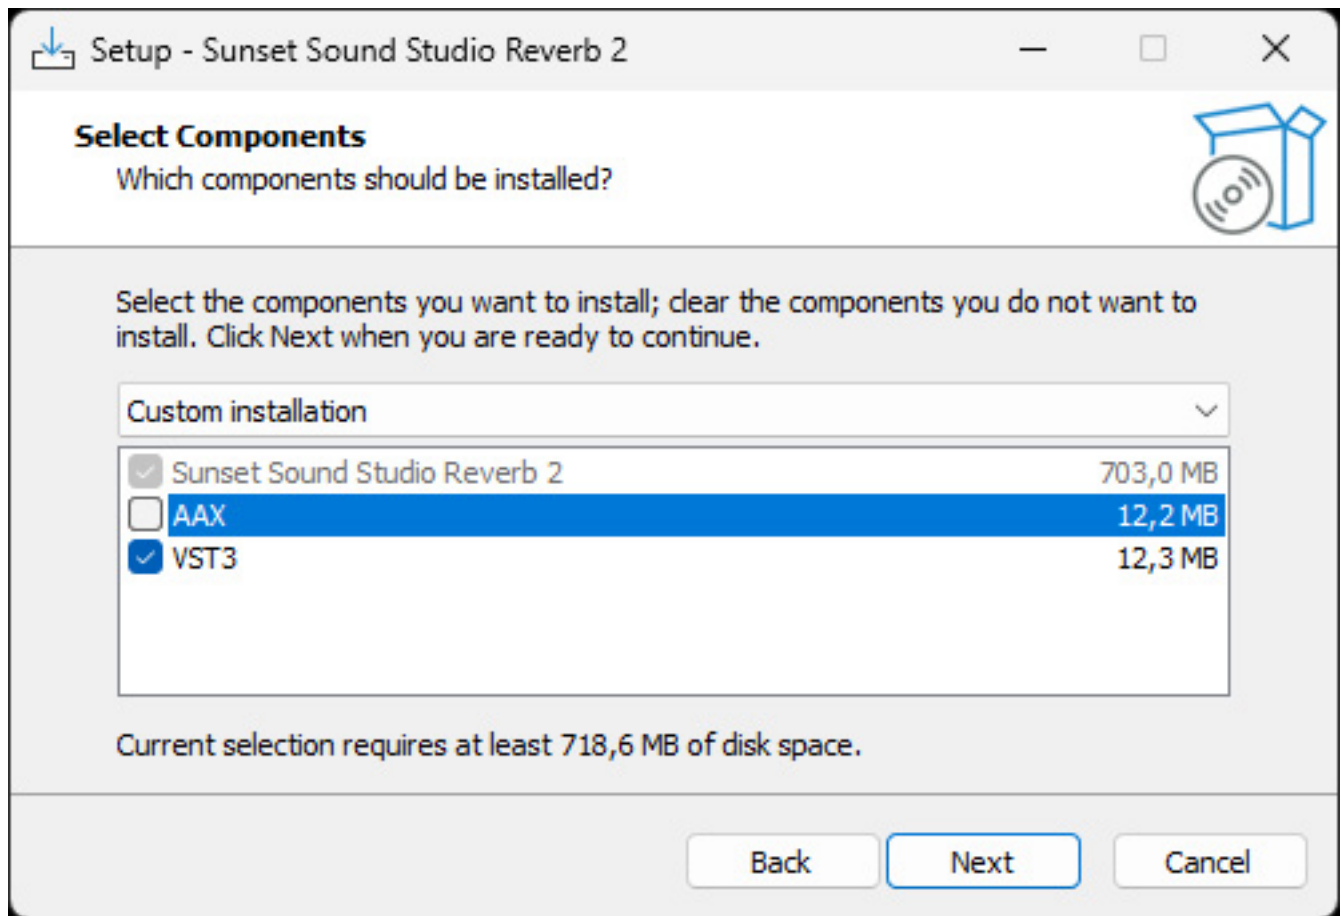 Setup - Sunset Sound Studio Reverb 2
Select Components
Which components should be installed?
Select the components you want to install; clear the components you do not want to
install. Click Next when you are ready to continue.
Custom installation
Sunset Sound Studio Reverb 2 703,0 MB
AAX 12,2 MB
VST3 12,3 MB
Current selection requires at least 718,6 MB of disk space.
Back Next Cancel